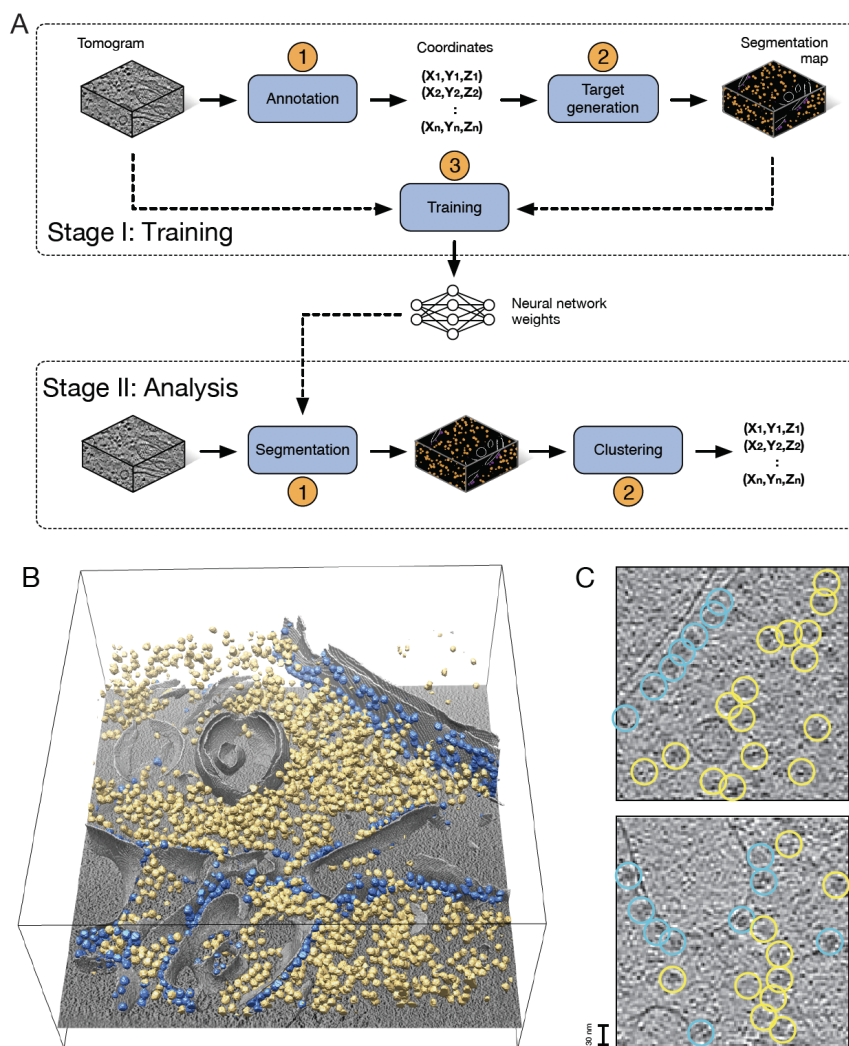 A
Tomogram
Coordinates
Segmentation
map
1
2
Annotation
(X1,Y1,Z1)
(X2,Y2,Z2)
:
(Xn,Yn,Zn)
Target
generation
3
Training
Stage I: Training
Neural network
weights
Stage II: Analysis
Segmentation
Clustering
(X1,Y1,Z1)
(X2,Y2,Z2)
:
(Xn,Yn,Zn)
1
2
B
C
30 nm